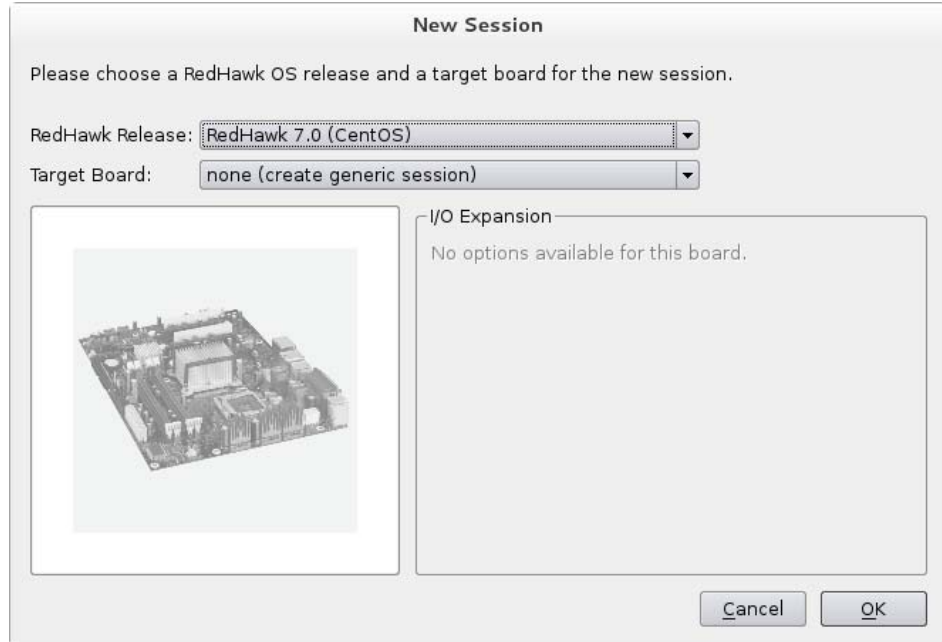 New Session
Please choose a RedHawk OS release and a target board for the new session.
RedHawk Release: RedHawk 7.0 (CentOS)
Target Board: none (create generic session)
I/O Expansion
No options available for this board.
Cancel OK